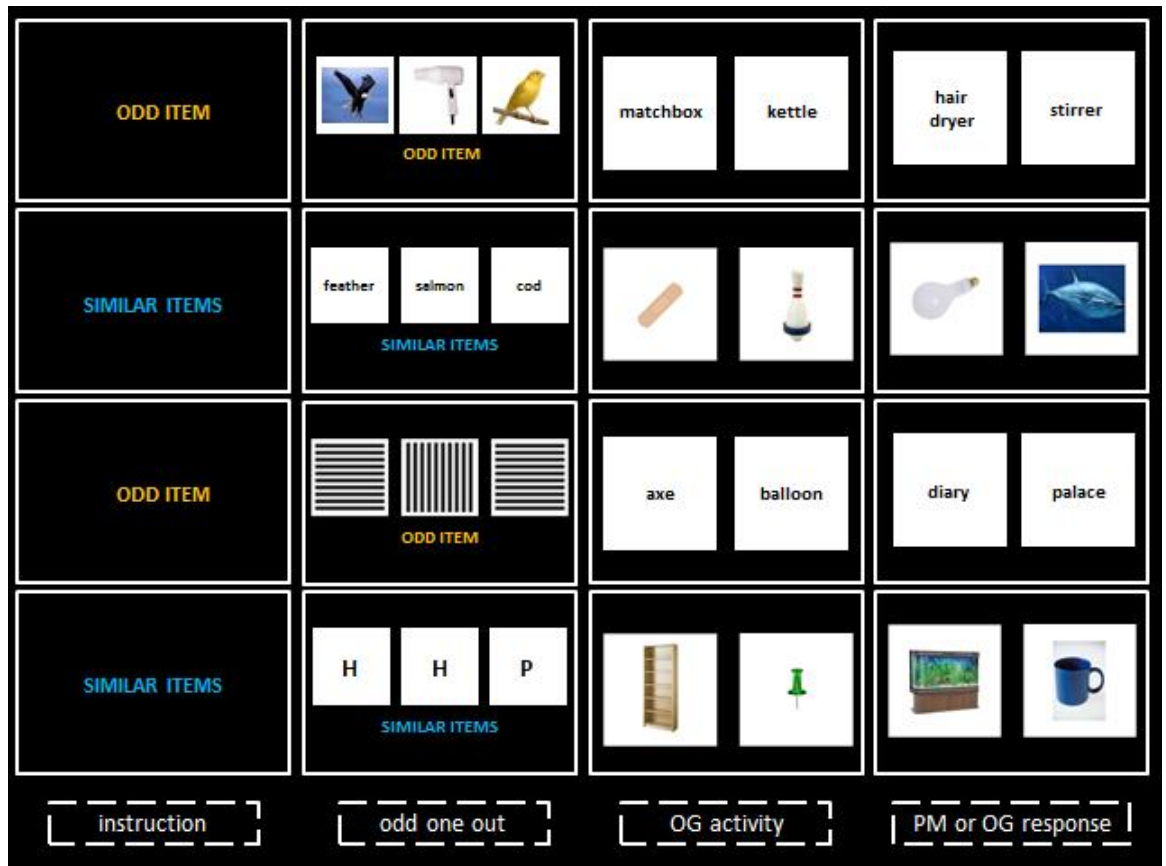 ODD ITEM
ODD ITEM
matchbox
kettle
hair
dryer
stirrer
SIMILAR ITEMS
feather
salmon
cod
SIMILAR ITEMS
ODD ITEM
ODD ITEM
axe
balloon
diary
palace
SIMILAR ITEMS
H
H
P
SIMILAR ITEMS
instruction
odd one out
OG activity
PM or OG response